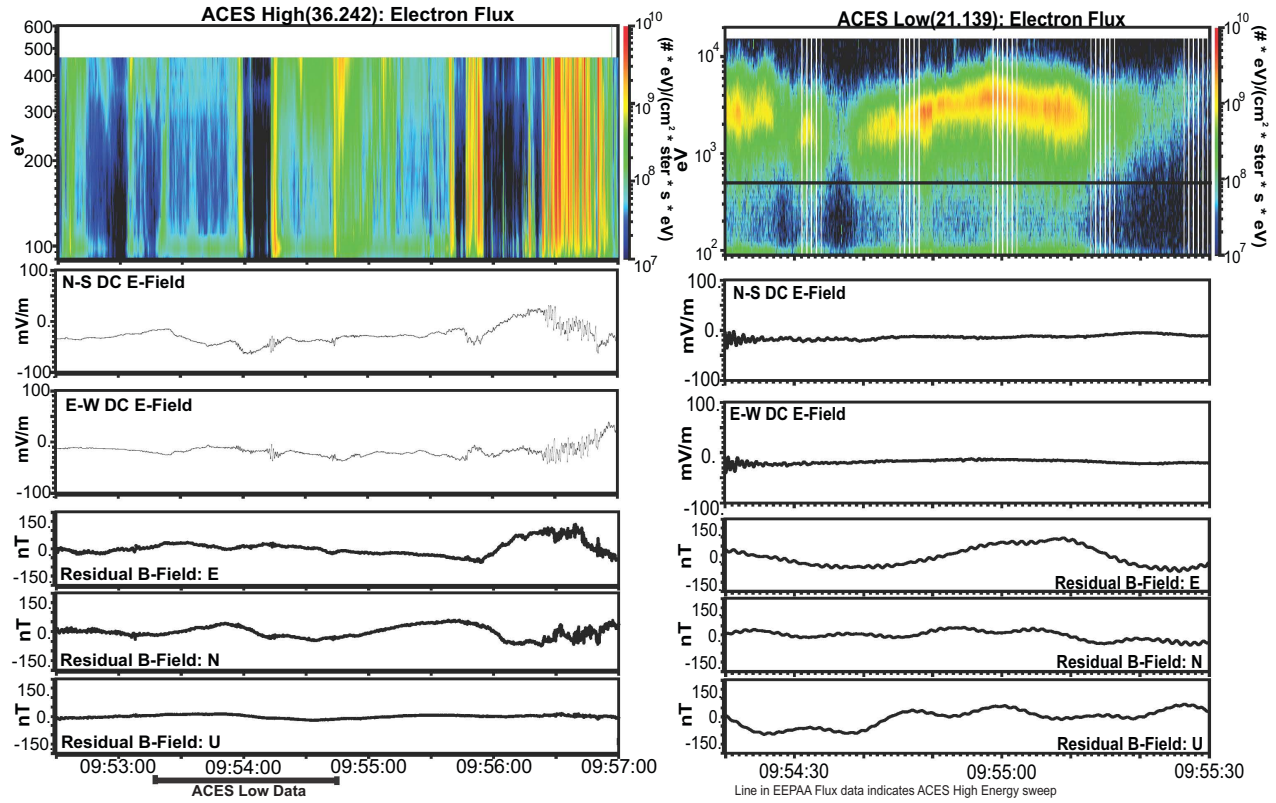 ACES High(36.242): Electron Flux
600
500
400
300
200
100
eV
10^10
10^9
10^8
10^7
(# * eV)/(cm^2 * ster * s * eV)
N-S DC E-Field
100
0.
-100
mV/m
E-W DC E-Field
100
0.
-100
mV/m
150.
0.
-150.
nT
Residual B-Field: E
150.
0.
-150.
nT
Residual B-Field: N
150.
0.
-150.
nT
Residual B-Field: U
09:53:00 09:54:00 09:55:00 09:56:00 09:57:00
ACES Low Data
ACES Low(21.139): Electron Flux
10^4
10^3
10^2
eV
10^10
10^9
10^8
10^7
(# * eV)/(cm^2 * ster * s * eV)
N-S DC E-Field
100.
0.
-100
mV/m
E-W DC E-Field
100
0.
-100.
mV/m
150.
0.
-150.
nT
Residual B-Field: E
150.
0.
-150.
nT
Residual B-Field: N
150.
0.
-150.
nT
Residual B-Field: U
09:54:30 09:55:00 09:55:30
Line in EEPAA Flux data indicates ACES High Energy sweep